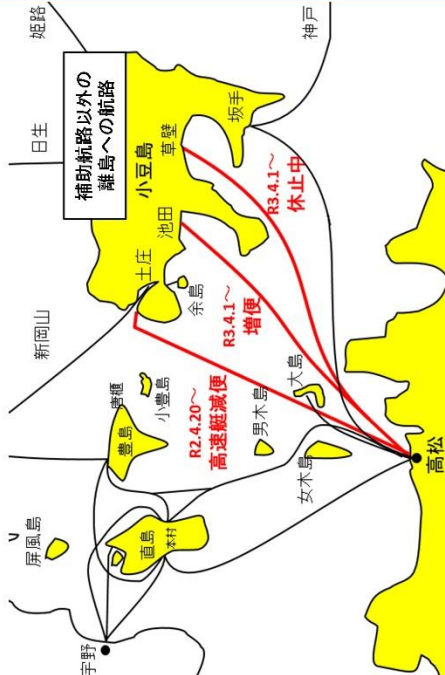 補助航路以外の
離島への航路
姫路
日生
神戸
新岡山
小豆島
草壁
坂手
池田
土庄
余島
R3.4.1~
休止中
R3.4.1~
増便
R2.4.20~
高速艇減便
唐櫃
豊島
小豊島
男木島
大島
女木島
屏風島
直島
本村
宇野
高松